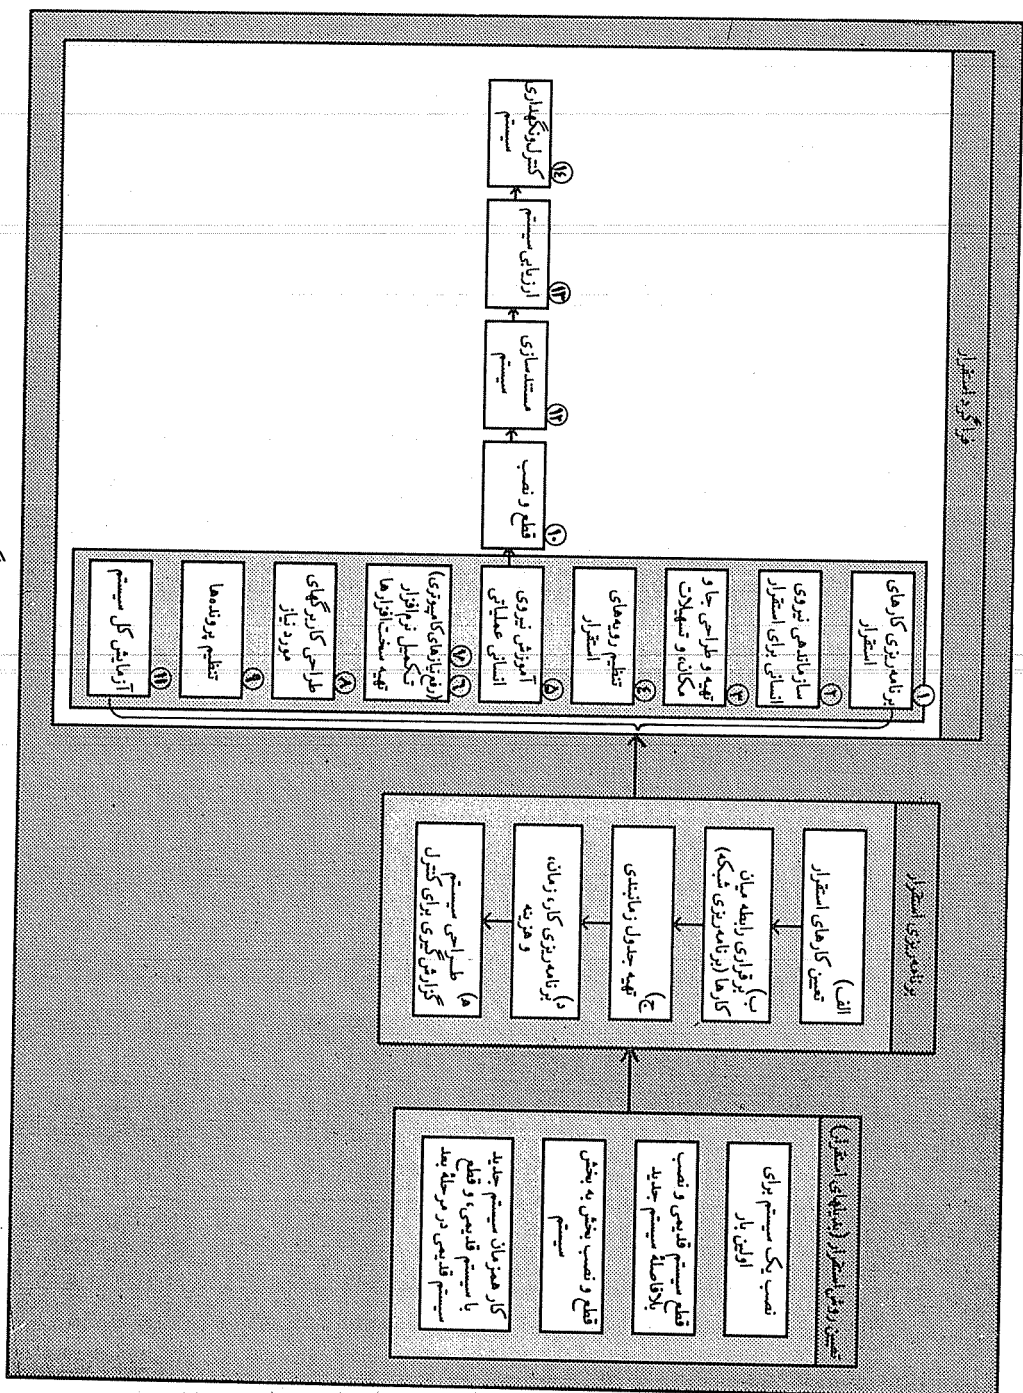 تعیین روش استقرار (بدیلهای استقرار)
نصب یک سیستم برای
اولین بار
قطع سیستم قدیمی و نصب
بلافاصلهٔ سیستم جدید
قطع و نصب بخش به بخش
سیستم
کار همزمان سیستم جدید
با سیستم قدیمی، و قطع
سیستم قدیمی در مرحلهٔ بعد
برنامه‌ریزی استقرار
الف)
تعیین کارهای استقرار
ب) برقراری رابطه میان
کارها (برنامه‌ریزی شبکه)
ج)
تهیه جدول زمانبندی
د)
برنامه‌ریزی کار، زمان،
و هزینه
ه) طراحی سیستم
گزارش‌گیری برای کنترل
فراگرد استقرار
۱
برنامه‌ریزی کارهای
استقرار
۲
سازماندهی نیروی
انسانی برای استقرار
۳
تهیه و طراحی جا و
مکان، و تسهیلات
۴
تنظیم رویه‌های
استقرار
۵
آموزش نیروی
انسانی عملیاتی
۶ ۷
(رفع نیازهای کامپیوتری)
تکمیل نرم‌افزار
تهیه سخت‌افزارها
۸
طراحی کاربرگهای
مورد نیاز
۹
تنظیم پرونده‌ها
۱۱
آزمایش کل سیستم
۱۰
قطع و نصب
۱۲
مستندسازی
سیستم
۱۳
ارزیابی سیستم
۱۴
کنترل و نگهداری
سیستم